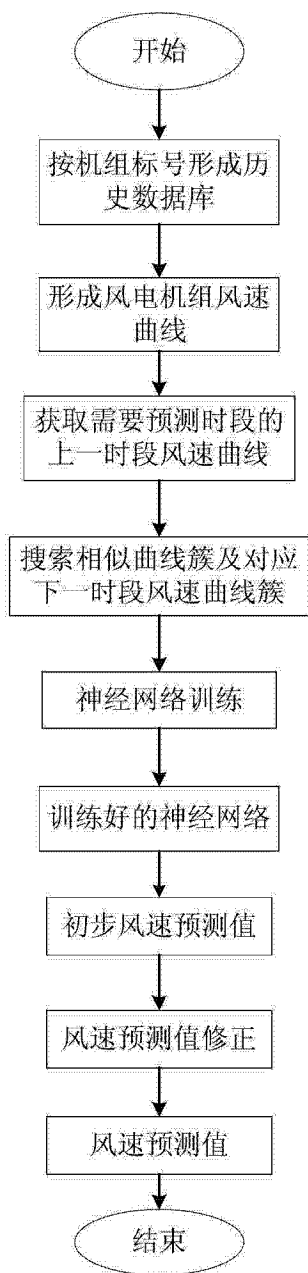 开始
按机组标号形成历
史数据库
形成风电机组风速
曲线
获取需要预测时段的
上一时段风速曲线
搜索相似曲线簇及对应
下一时段风速曲线簇
神经网络训练
训练好的神经网络
初步风速预测值
风速预测值修正
风速预测值
结束